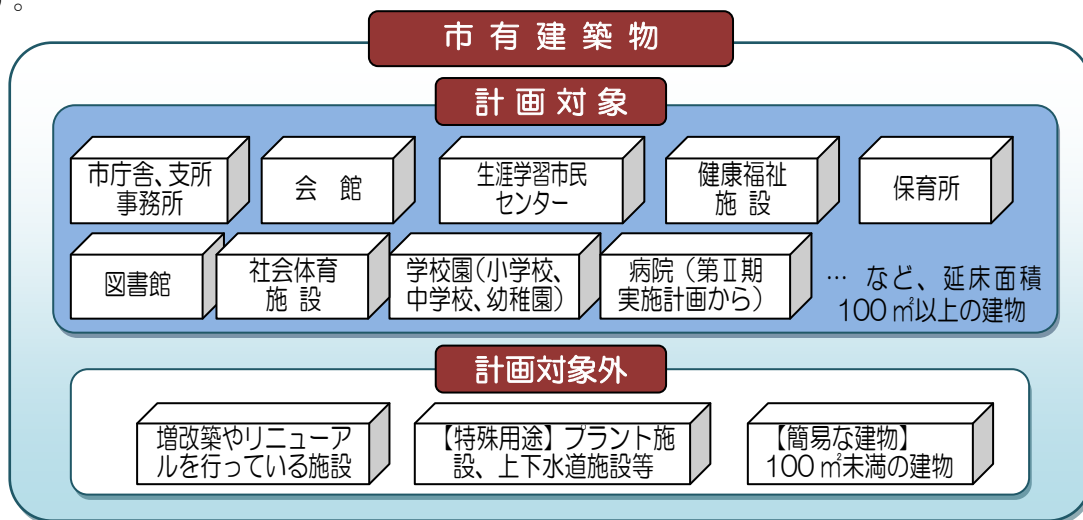 。
市有建築物
計画対象
市庁舎、支所
事務所
会 館
生涯学習市民
センター
健康福祉
施 設
保育所
図書館
社会体育
施 設
学校園(小学校、
中学校、幼稚園)
病院(第Ⅱ期
実施計画から)
… など、延床面積
100㎡以上の建物
計画対象外
増改築やリニューア
ルを行っている施設
【特殊用途】プラント施
設、上下水道施設等
【簡易な建物】
100㎡未満の建物